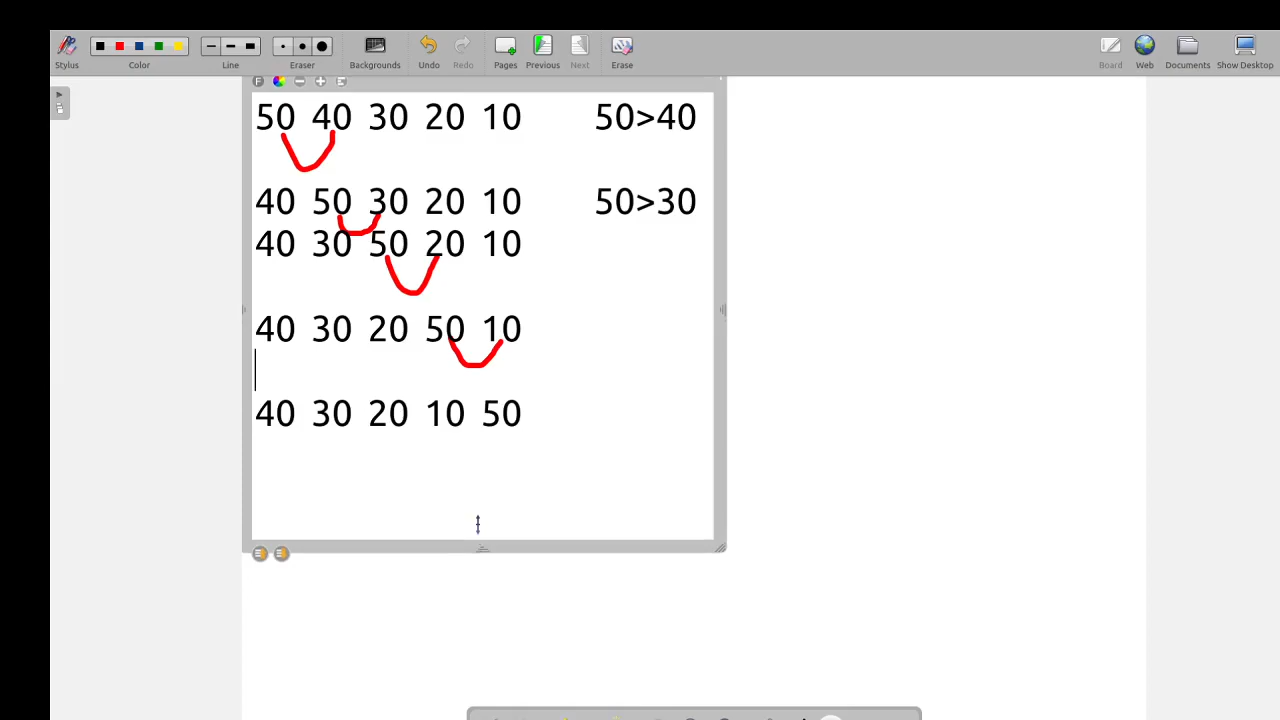 Stylus Color Line Eraser Backgrounds Undo Redo Pages Previous Next Erase Board Web Documents Show Desktop
50 40 30 20 10 50>40
40 50 30 20 10 50>30
40 30 50 20 10
40 30 20 50 10
40 30 20 10 50